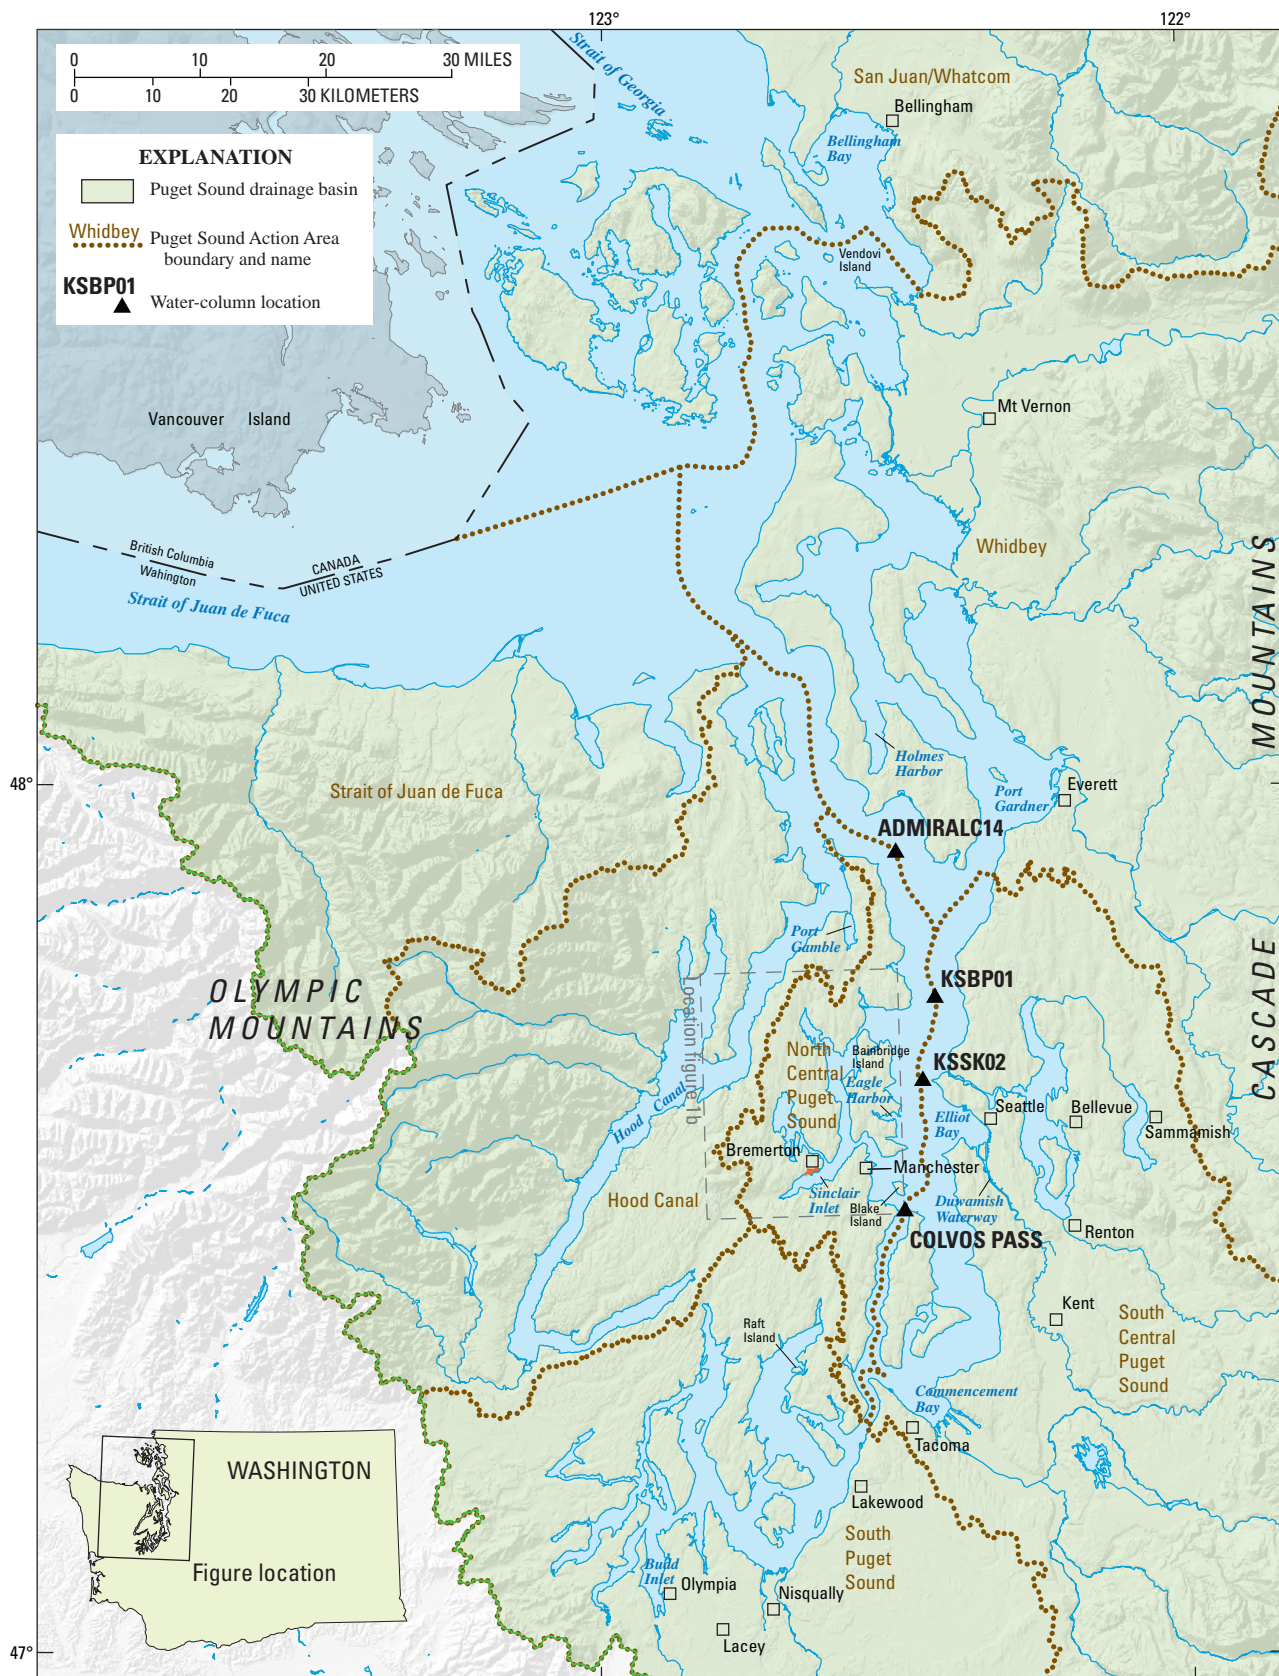 123°
122°
0 10 20 30 MILES
0 10 20 30 KILOMETERS
EXPLANATION
Puget Sound drainage basin
Whidbey
Puget Sound Action Area
boundary and name
KSBP01
Water-column location
Strait of Georgia
San Juan/Whatcom
Bellingham
Bellingham
Bay
Vendovi
Island
Vancouver Island
Mt Vernon
Whidbey
British Columbia
Wahington
CANADA
UNITED STATES
Strait of Juan de Fuca
MOUNTAINS
CASCADE
Holmes
Harbor
Port
Gardner
Everett
48°
Strait of Juan de Fuca
ADMIRALC14
Port
Gamble
OLYMPIC
MOUNTAINS
Location figure 1b
KSBP01
North
Central
Puget
Sound
Bainbridge
Island
Eagle
Harbor
KSSK02
Hood Canal
Elliot
Bay
Seattle
Bellevue
Sammamish
Bremerton
Manchester
Sinclair
Inlet
Blake
Island
Duwamish
Waterway
Hood Canal
COLVOS PASS
Renton
Kent
Raft
Island
South
Central
Puget
Sound
Commencement
Bay
Tacoma
Lakewood
South
Puget
Sound
WASHINGTON
Figure location
Budd
Inlet
Olympia
Nisqually
Lacey
47°